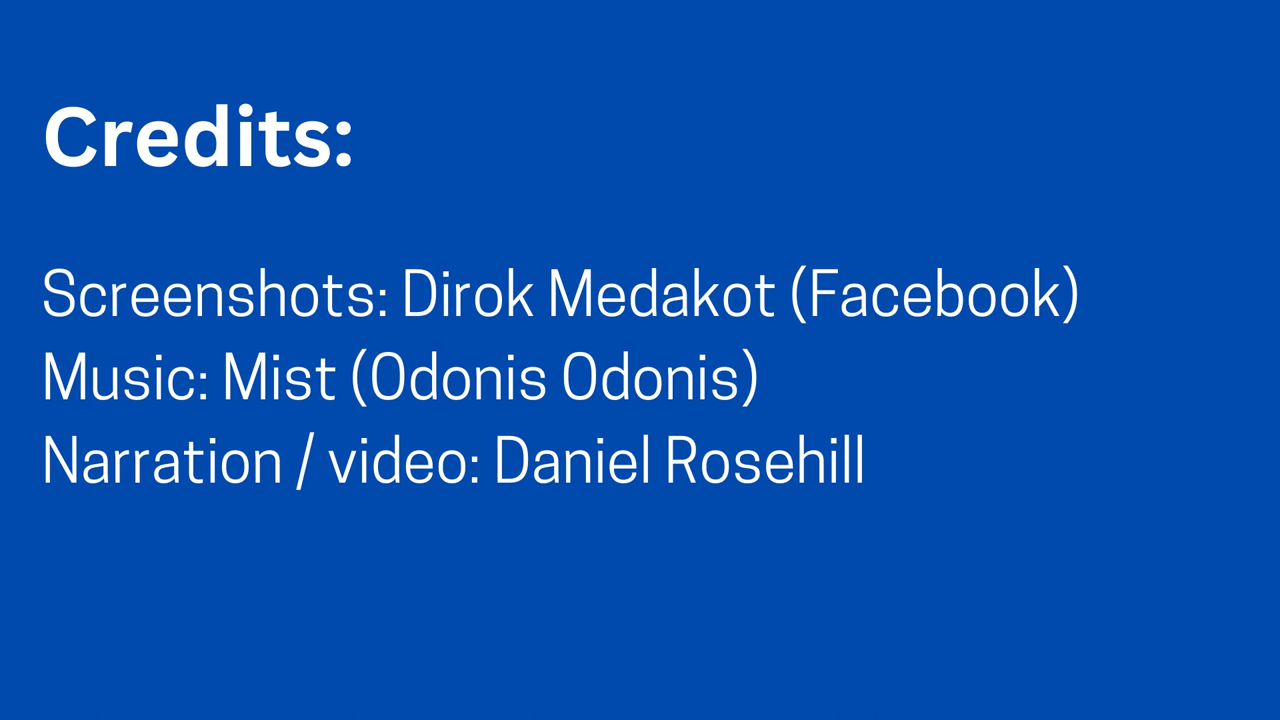 Credits:
Screenshots: Dirok Medakot (Facebook)
Music: Mist (Odonis Odonis)
Narration / video: Daniel Rosehill